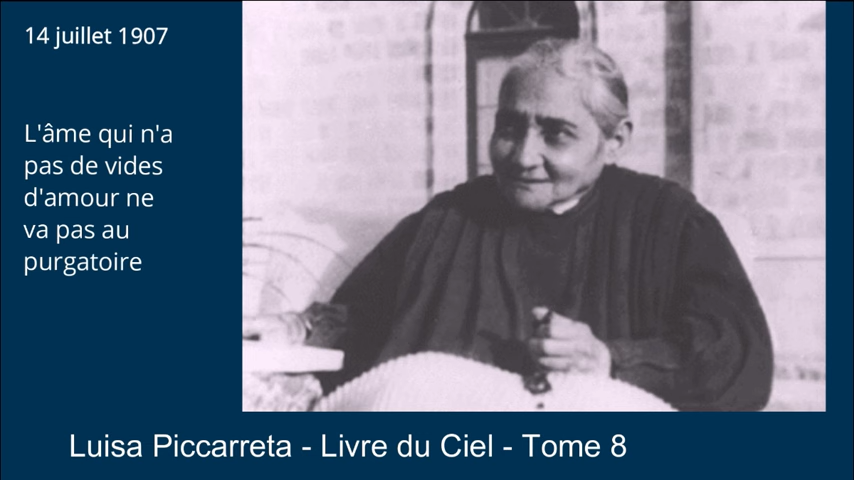 14 juillet 1907
L'âme qui n'a
pas de vides
d'amour ne
va pas au
purgatoire
Luisa Piccarreta - Livre du Ciel - Tome 8